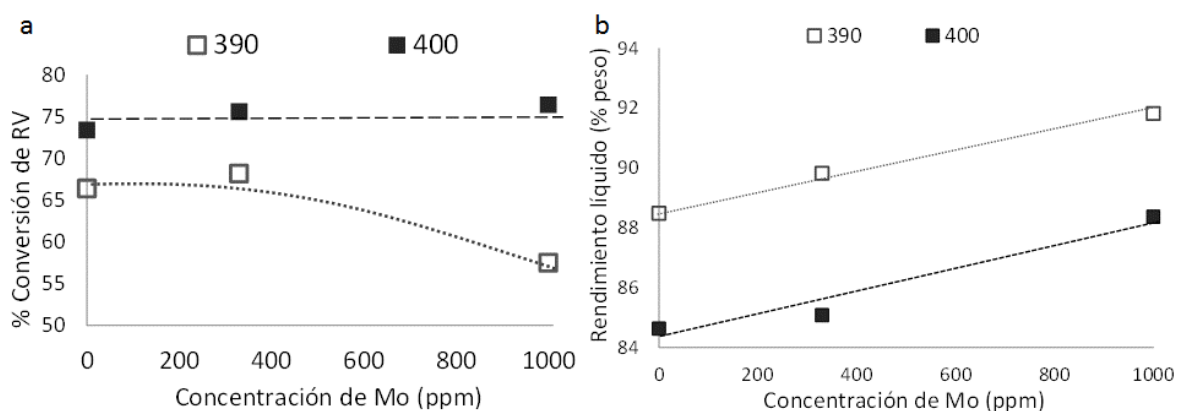 a
390 400
% Conversión de RV
80
75
70
65
60
55
50
0 200 400 600 800 1000
Concentración de Mo (ppm)
b
390 400
Rendimiento líquido (% peso)
94
92
90
88
86
84
0 200 400 600 800 1000
Concentración de Mo (ppm)